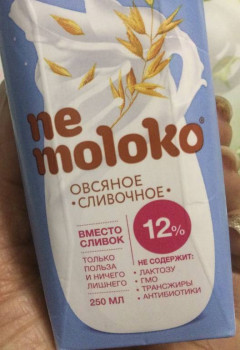 ne
moloko®
ОВСЯНОЕ
•СЛИВОЧНОЕ•
ВМЕСТО
СЛИВОК
12%
ТОЛЬКО
ПОЛЬЗА
И НИЧЕГО
ЛИШНЕГО
250 МЛ
НЕ СОДЕРЖИТ:
• ЛАКТОЗУ
• ГМО
• ТРАНСЖИРЫ
• АНТИБИОТИКИ